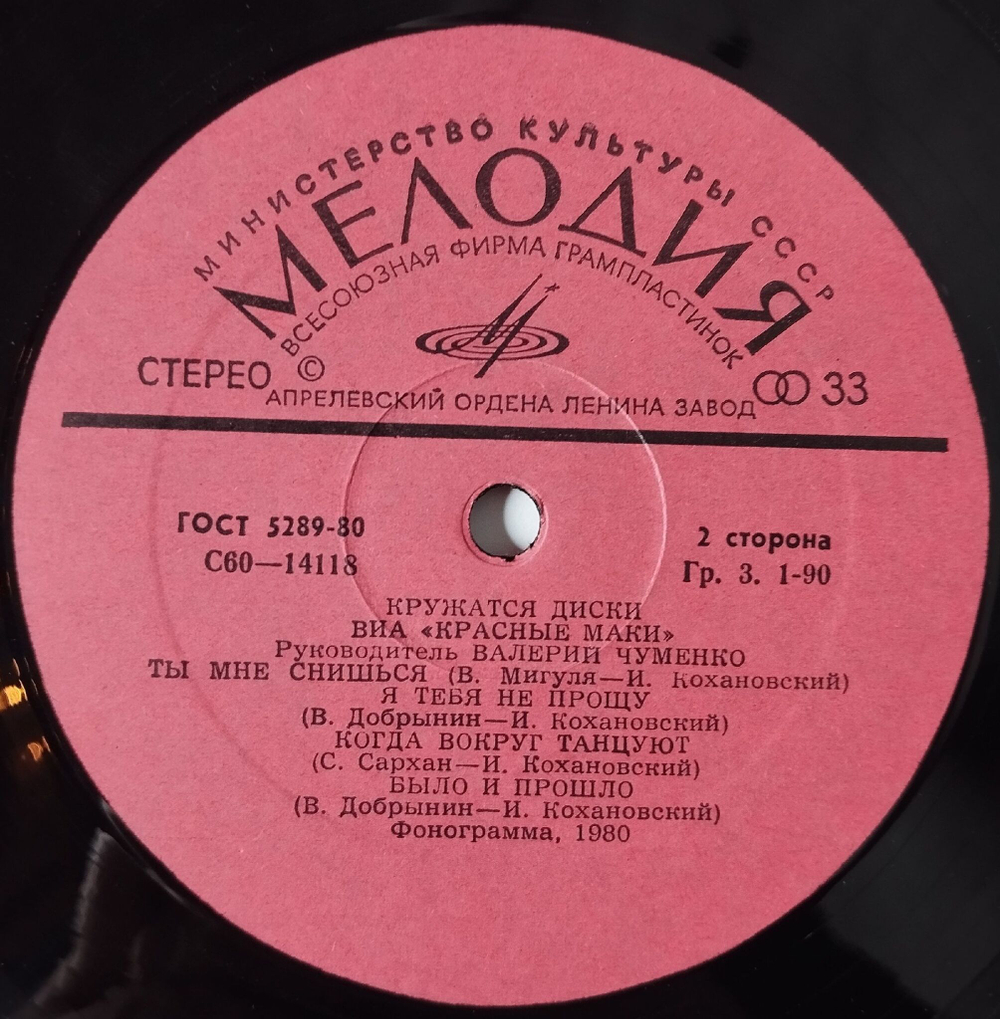 МИНИСТЕРСТВО КУЛЬТУРЫ СССР
МЕЛОДИЯ
ВСЕСОЮЗНАЯ ФИРМА ГРАМПЛАСТИНОК
СТЕРЕО © 33
АПРЕЛЕВСКИЙ ОРДЕНА ЛЕНИНА ЗАВОД
ГОСТ 5289-80
С60—14118
2 сторона
Гр. 3. 1-90
КРУЖАТСЯ ДИСКИ
ВИА «КРАСНЫЕ МАКИ»
Руководитель ВАЛЕРИЙ ЧУМЕНКО
ТЫ МНЕ СНИШЬСЯ (В. Мигуля—И. Кохановский)
Я ТЕБЯ НЕ ПРОЩУ
(В. Добрынин—И. Кохановский)
КОГДА ВОКРУГ ТАНЦУЮТ
(С. Сархан—И. Кохановский)
БЫЛО И ПРОШЛО
(В. Добрынин—И. Кохановский)
Фонограмма, 1980